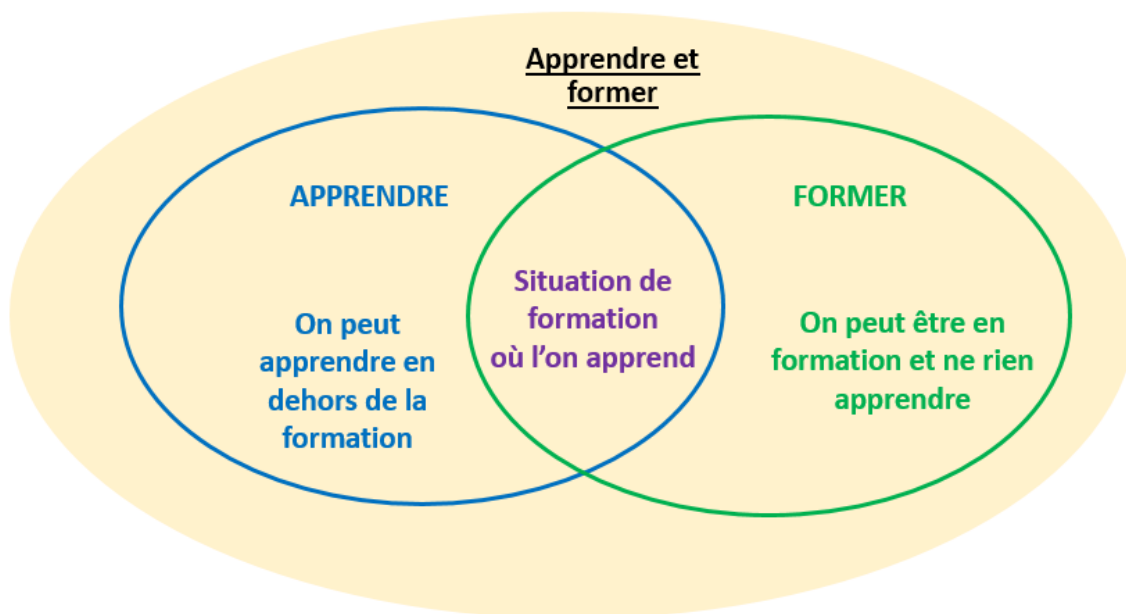 Apprendre et
former
APPRENDRE
On peut
apprendre en
dehors de la
formation
Situation de
formation
où l’on apprend
FORMER
On peut être en
formation et ne rien
apprendre